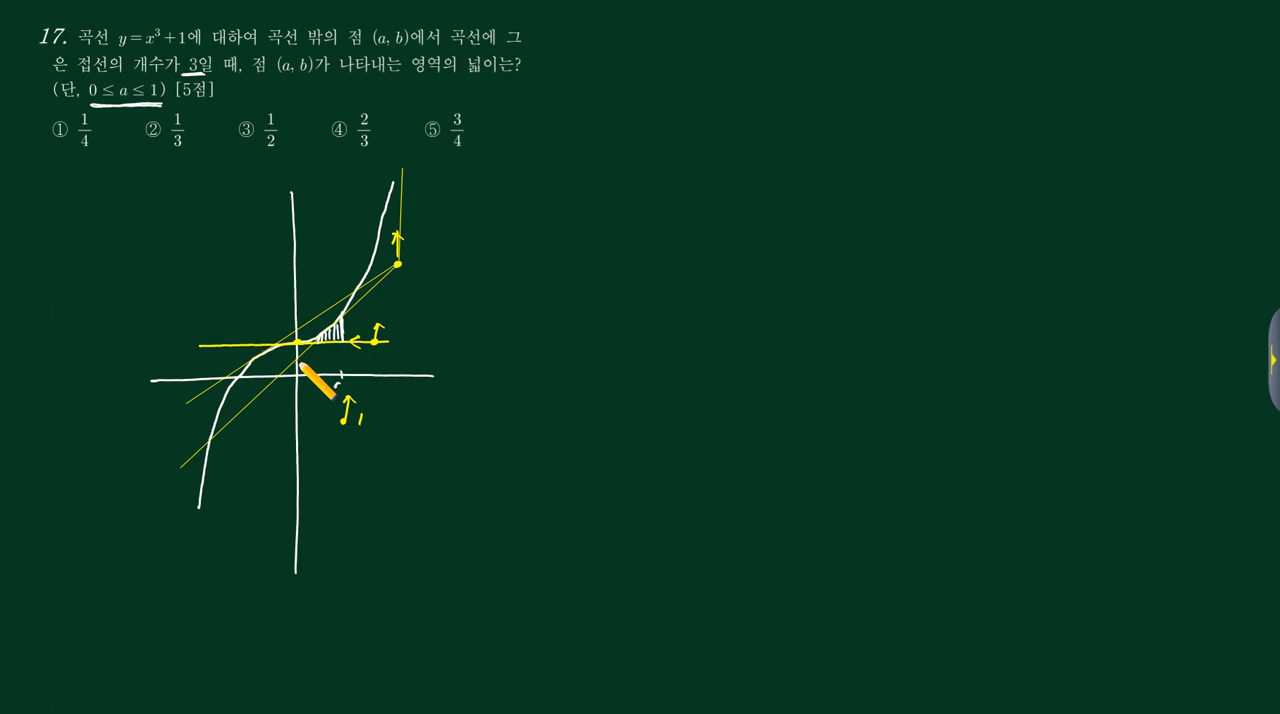 17. 곡선 y=x³+1에 대하여 곡선 밖의 점 (a, b)에서 곡선에 그
은 접선의 개수가 3일 때, 점 (a, b)가 나타내는 영역의 넓이는?
(단, 0≤a≤1) [5점]
① 1/4 ② 1/3 ③ 1/2 ④ 2/3 ⑤ 3/4
1